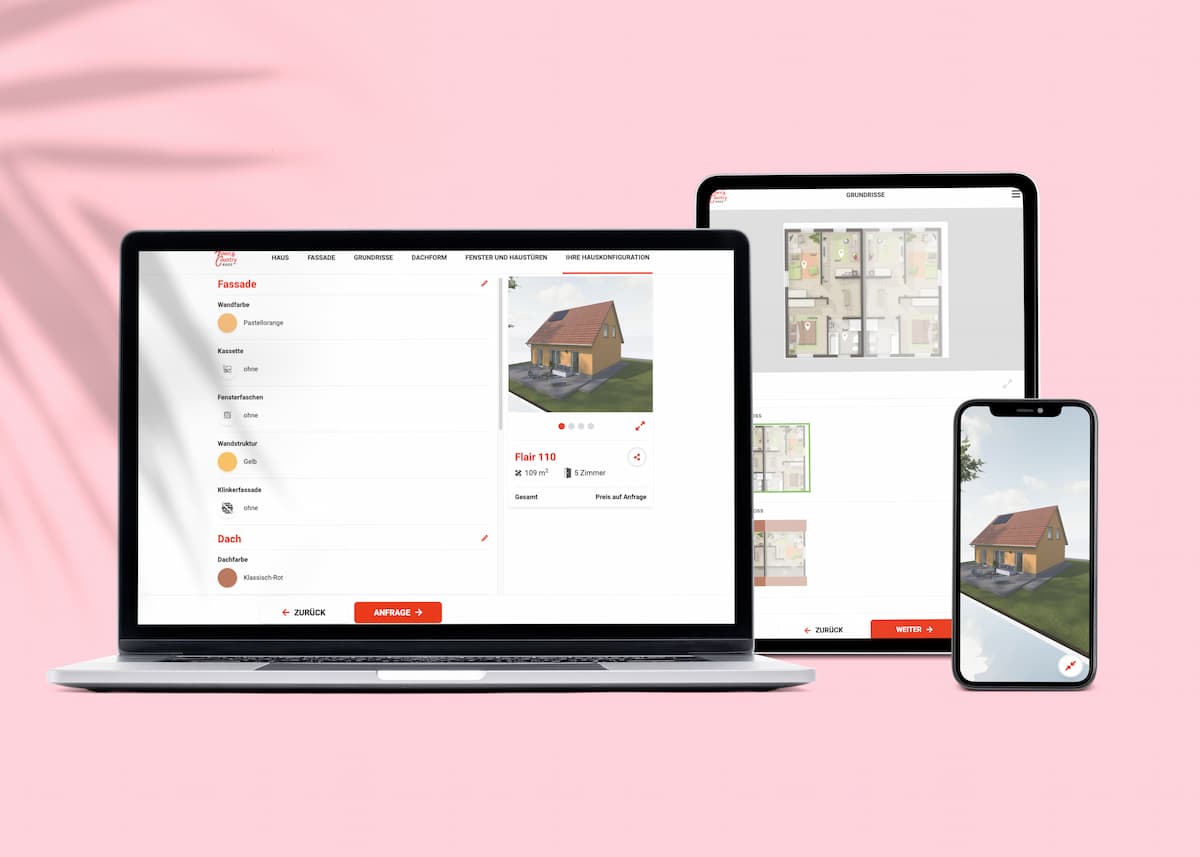 Country
HAUS
HAUS FASSADE GRUNDRISSE DACHFORM FENSTER UND HAUSTÜREN IHRE HAUSKONFIGURATION
Fassade
Wandfarbe
Pastellorange
Kassette
ohne
Fensterfaschen
ohne
Wandstruktur
Gelb
Klinkerfassade
ohne
Dach
Dachfarbe
Klassisch-Rot
ZURÜCK ANFRAGE
Flair 110
109 m² 5 Zimmer
Gesamt Preis auf Anfrage
GRUNDRISSE
oss
oss
ZURÜCK WEITER